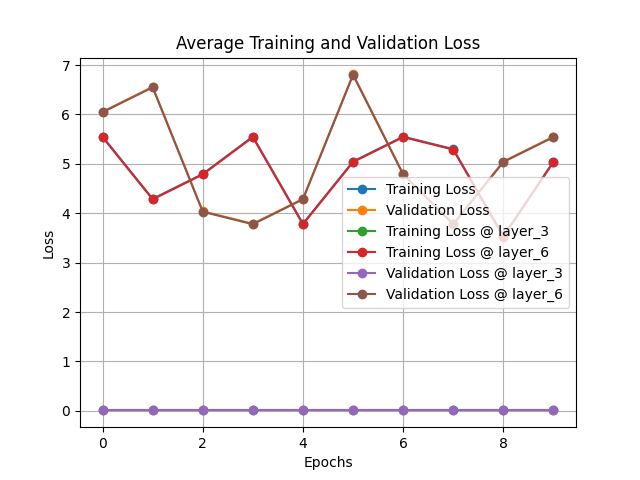 Average Training and Validation Loss
7
6
5
4
3
2
1
0
Loss
Training Loss
Validation Loss
Training Loss @ layer_3
Training Loss @ layer_6
Validation Loss @ layer_3
Validation Loss @ layer_6
0 2 4 6 8
Epochs